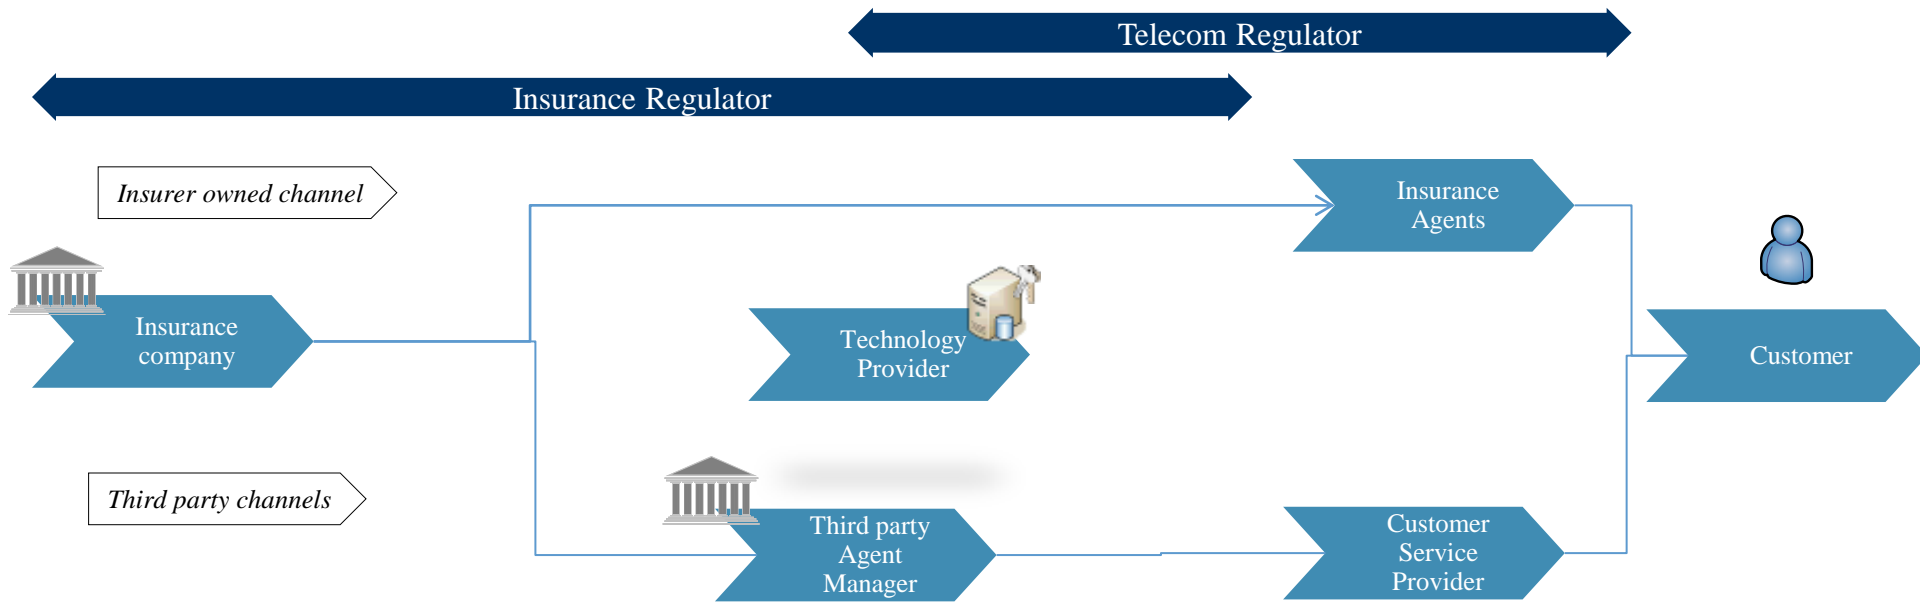 Telecom Regulator
Insurance Regulator
Insurer owned channel
Insurance
Agents
Insurance
company
Technology
Provider
Customer
Third party channels
Third party
Agent
Manager
Customer
Service
Provider